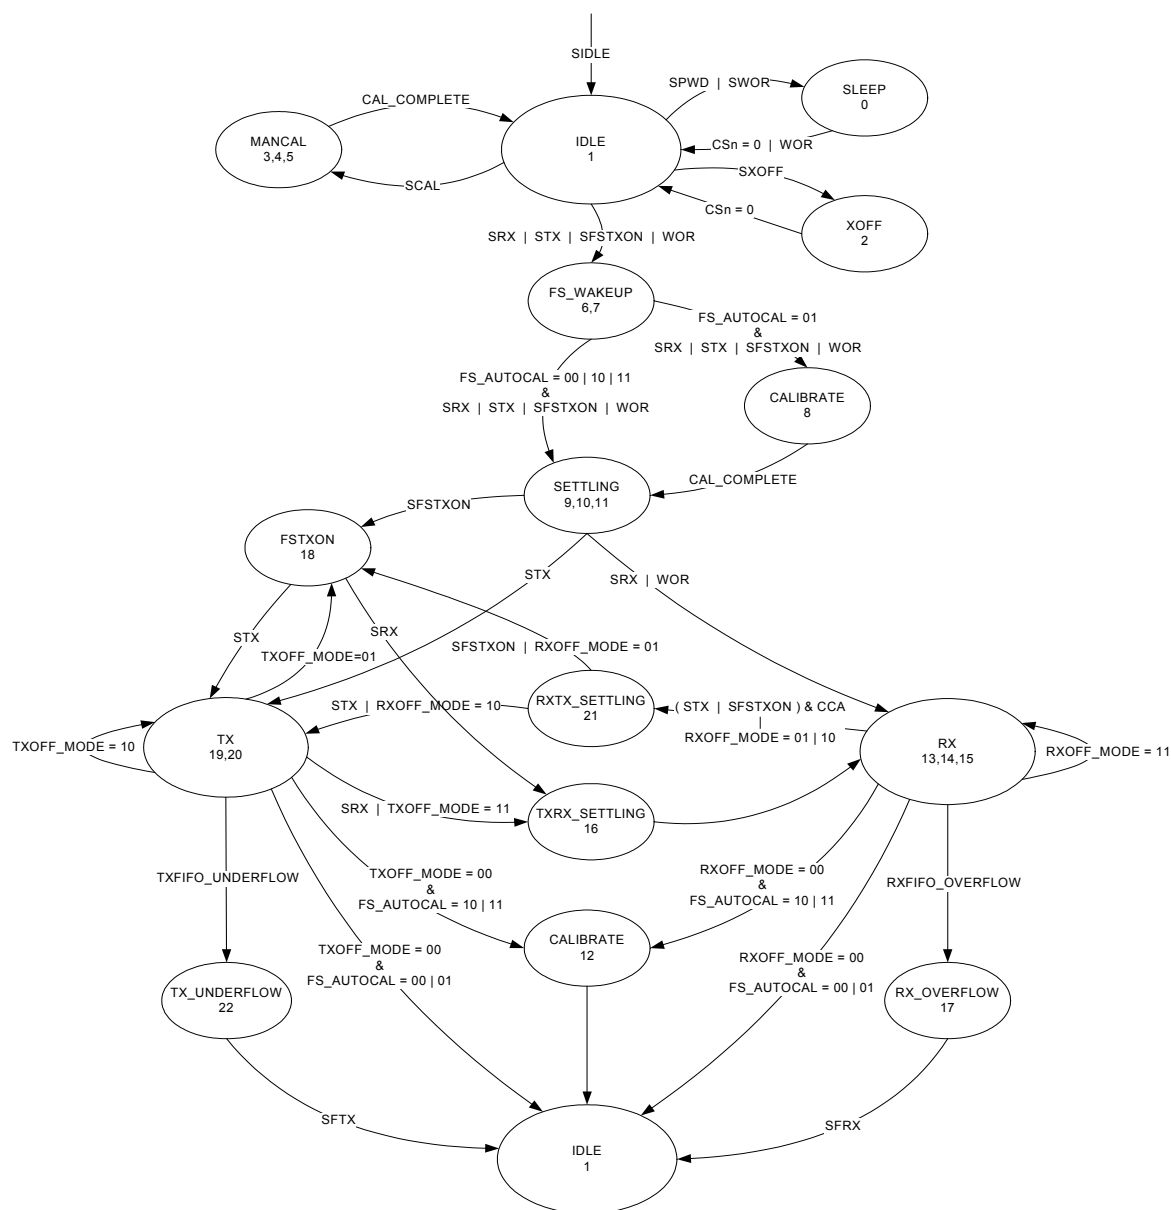 SIDLE
SPWD | SWOR
SLEEP
0
CAL_COMPLETE
MANCAL
3,4,5
IDLE
1
CSn = 0 | WOR
SCAL
SXOFF
CSn = 0
XOFF
2
SRX | STX | SFSTXON | WOR
FS_WAKEUP
6,7
FS_AUTOCAL = 01
&
SRX | STX | SFSTXON | WOR
FS_AUTOCAL = 00 | 10 | 11
&
SRX | STX | SFSTXON | WOR
CALIBRATE
8
SETTLING
9,10,11
CAL_COMPLETE
SFSTXON
FSTXON
18
STX
SRX | WOR
STX
SRX
TXOFF_MODE=01
SFSTXON | RXOFF_MODE = 01
RXTX_SETTLING
21
STX | RXOFF_MODE = 10
( STX | SFSTXON ) & CCA
|
RXOFF_MODE = 01 | 10
TXOFF_MODE = 10
TX
19,20
RX
13,14,15
RXOFF_MODE = 11
SRX | TXOFF_MODE = 11
TXRX_SETTLING
16
TXFIFO_UNDERFLOW
TXOFF_MODE = 00
&
FS_AUTOCAL = 10 | 11
RXOFF_MODE = 00
&
FS_AUTOCAL = 10 | 11
RXFIFO_OVERFLOW
CALIBRATE
12
TXOFF_MODE = 00
&
FS_AUTOCAL = 00 | 01
RXOFF_MODE = 00
&
FS_AUTOCAL = 00 | 01
TX_UNDERFLOW
22
RX_OVERFLOW
17
SFTX
SFRX
IDLE
1